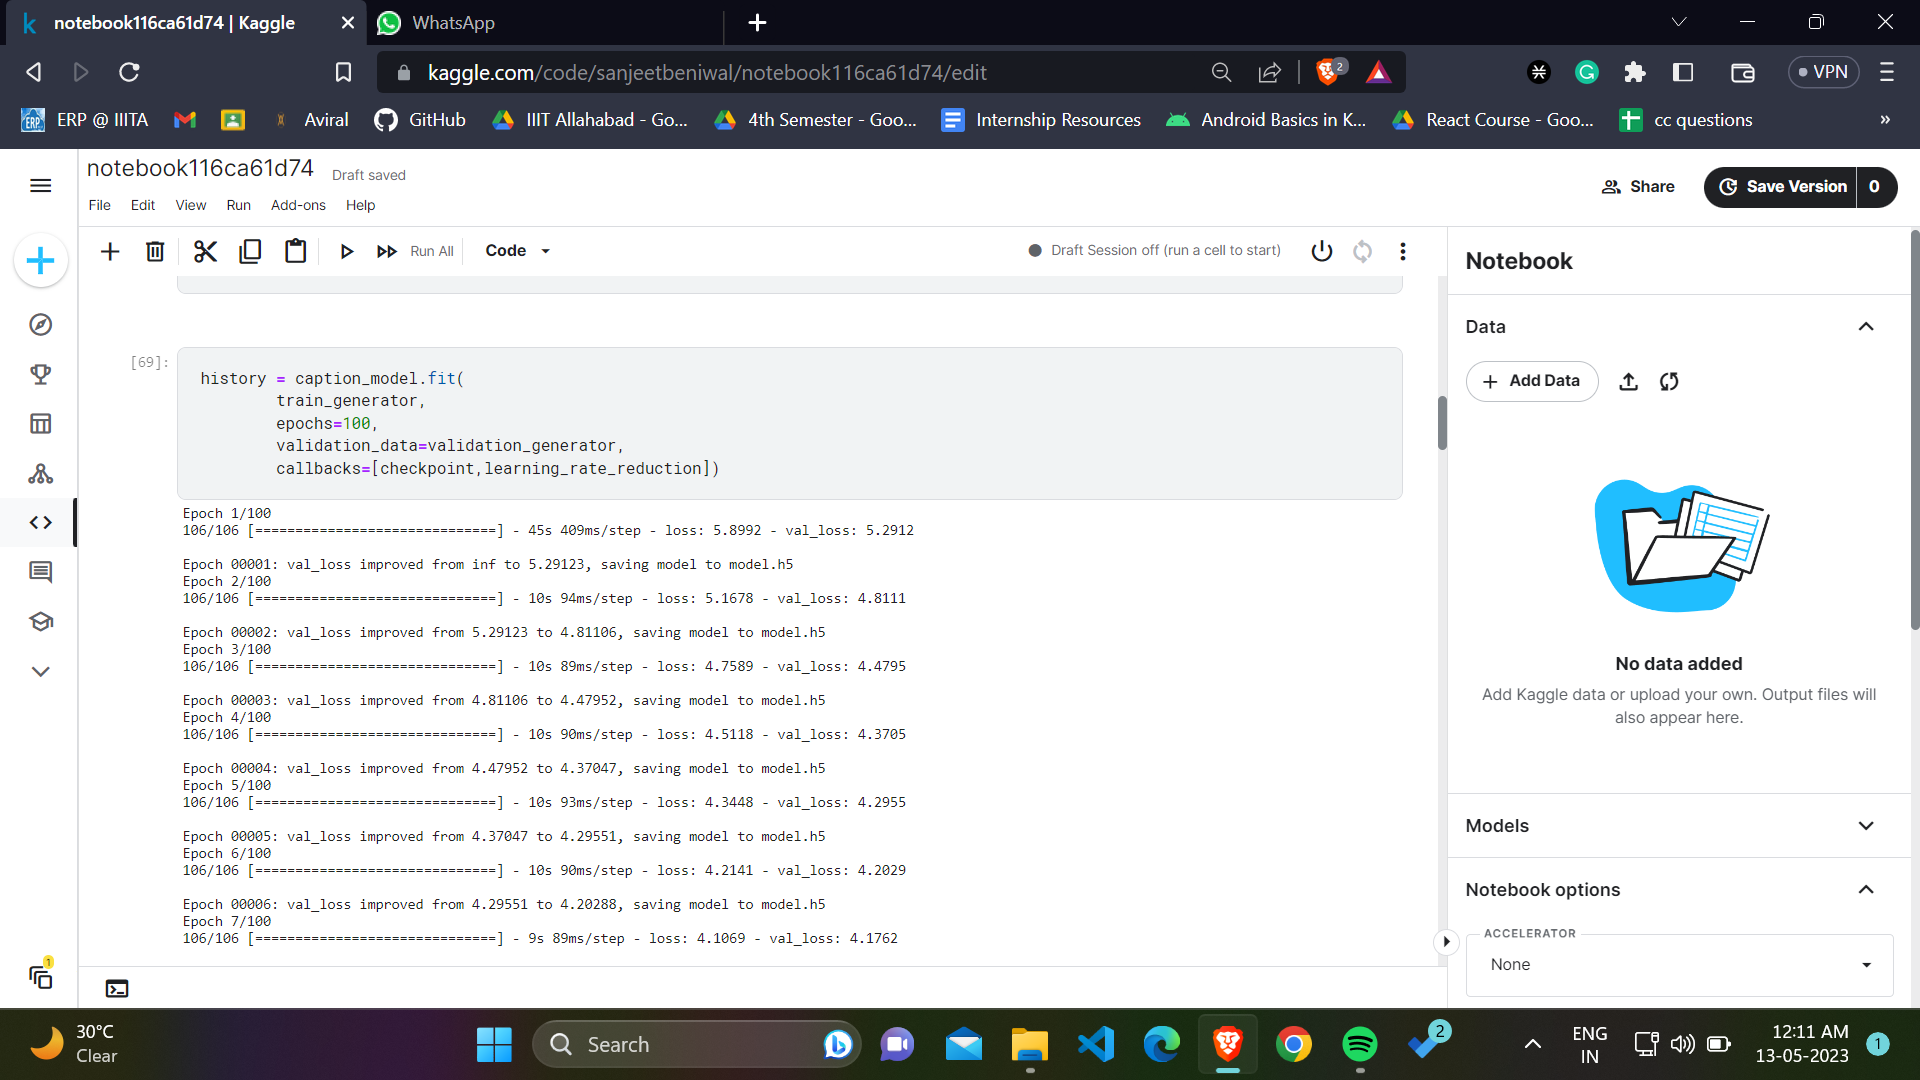 notebook116ca61d74 | Kaggle
WhatsApp
kaggle.com/code/sanjeetbeniwal/notebook116ca61d74/edit
2
VPN
ERP @ IIITA
Aviral
GitHub
IIIT Allahabad - Go...
4th Semester - Goo...
Internship Resources
Android Basics in K...
React Course - Goo...
cc questions
»
notebook116ca61d74
Draft saved
File Edit View Run Add-ons Help
Share
Save Version 0
Run All
Code
Draft Session off (run a cell to start)
[69]:
history = caption_model.fit(
train_generator,
epochs=100,
validation_data=validation_generator,
callbacks=[checkpoint,learning_rate_reduction])
Epoch 1/100
106/106 [==============================] - 45s 409ms/step - loss: 5.8992 - val_loss: 5.2912
Epoch 00001: val_loss improved from inf to 5.29123, saving model to model.h5
Epoch 2/100
106/106 [==============================] - 10s 94ms/step - loss: 5.1678 - val_loss: 4.8111
Epoch 00002: val_loss improved from 5.29123 to 4.81106, saving model to model.h5
Epoch 3/100
106/106 [==============================] - 10s 89ms/step - loss: 4.7589 - val_loss: 4.4795
Epoch 00003: val_loss improved from 4.81106 to 4.47952, saving model to model.h5
Epoch 4/100
106/106 [==============================] - 10s 90ms/step - loss: 4.5118 - val_loss: 4.3705
Epoch 00004: val_loss improved from 4.47952 to 4.37047, saving model to model.h5
Epoch 5/100
106/106 [==============================] - 10s 93ms/step - loss: 4.3448 - val_loss: 4.2955
Epoch 00005: val_loss improved from 4.37047 to 4.29551, saving model to model.h5
Epoch 6/100
106/106 [==============================] - 10s 90ms/step - loss: 4.2141 - val_loss: 4.2029
Epoch 00006: val_loss improved from 4.29551 to 4.20288, saving model to model.h5
Epoch 7/100
106/106 [==============================] - 9s 89ms/step - loss: 4.1069 - val_loss: 4.1762
Notebook
Data
Add Data
No data added
Add Kaggle data or upload your own. Output files will
also appear here.
Models
Notebook options
ACCELERATOR
None
1
30°C
Clear
Search
2
ENG
IN
12:11 AM
13-05-2023
1